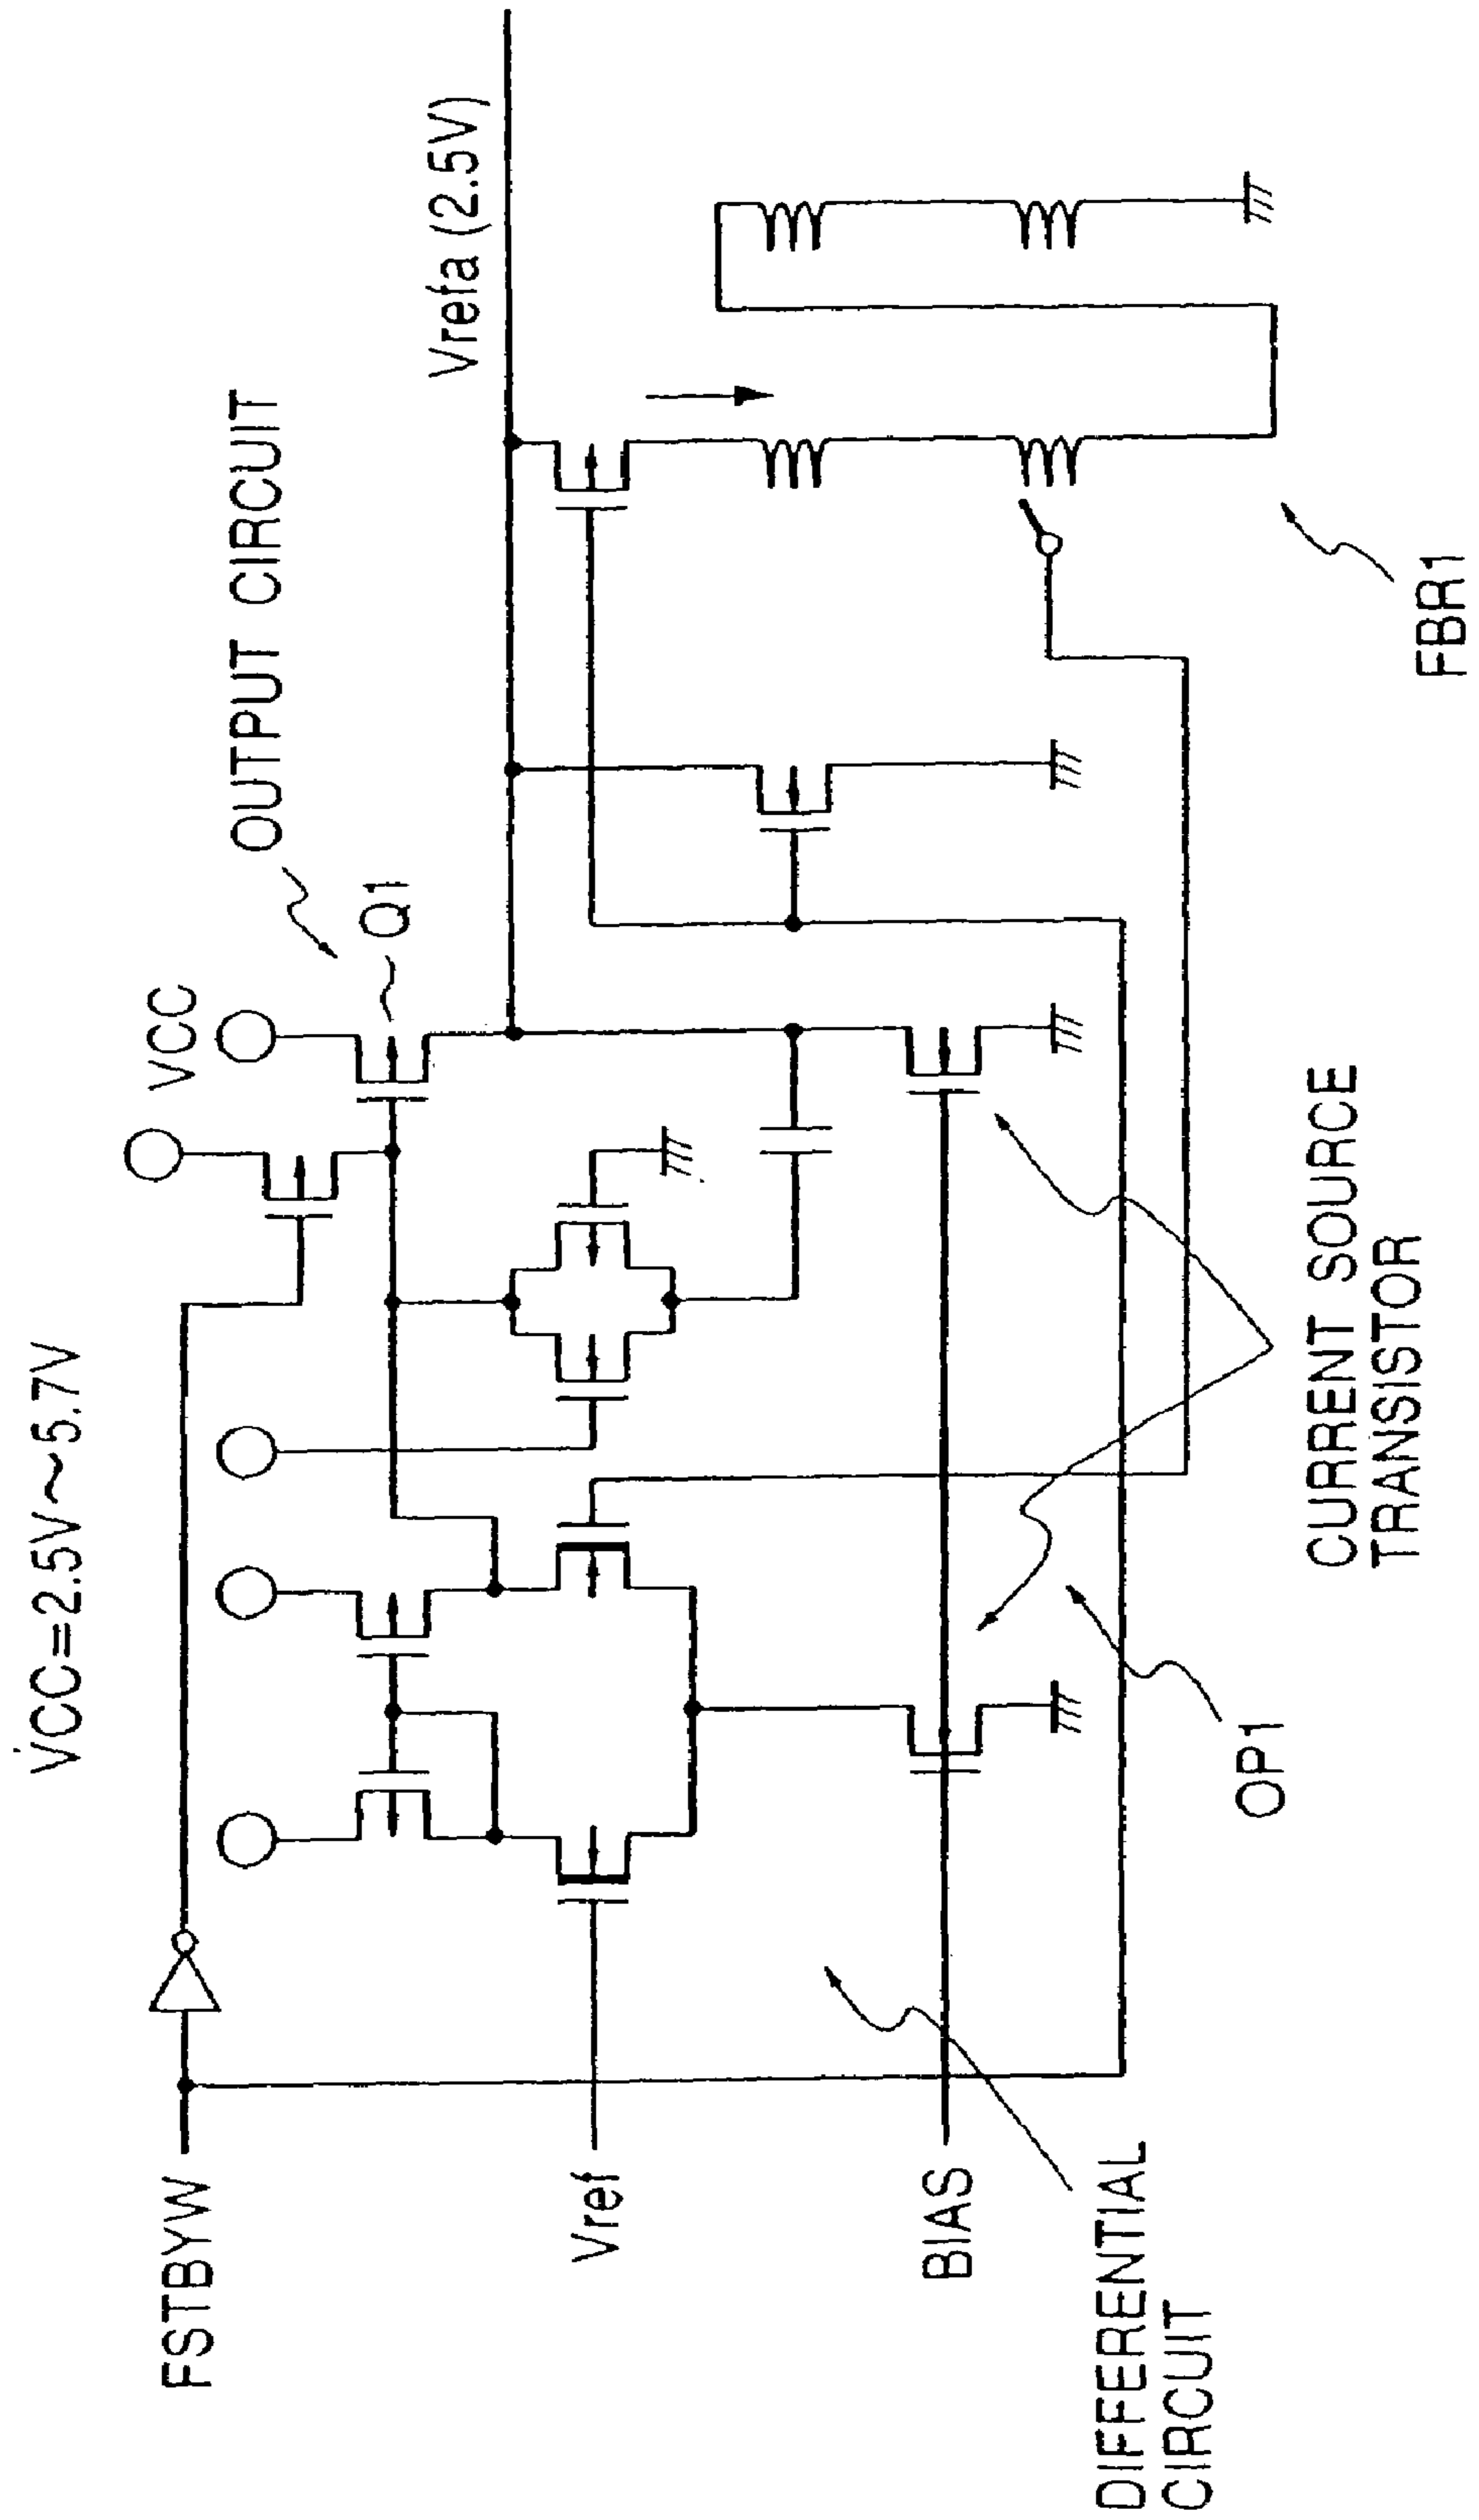 VCC=2.5V～5.7V
VCC
Q1
OUTPUT CIRCUIT
Vrefa (2.5V)
FSTBYW
Vref
BIAS
DIFFERENTIAL
CIRCUIT
OP1
CURRENT SOURCE
TRANSISTOR
FBR1